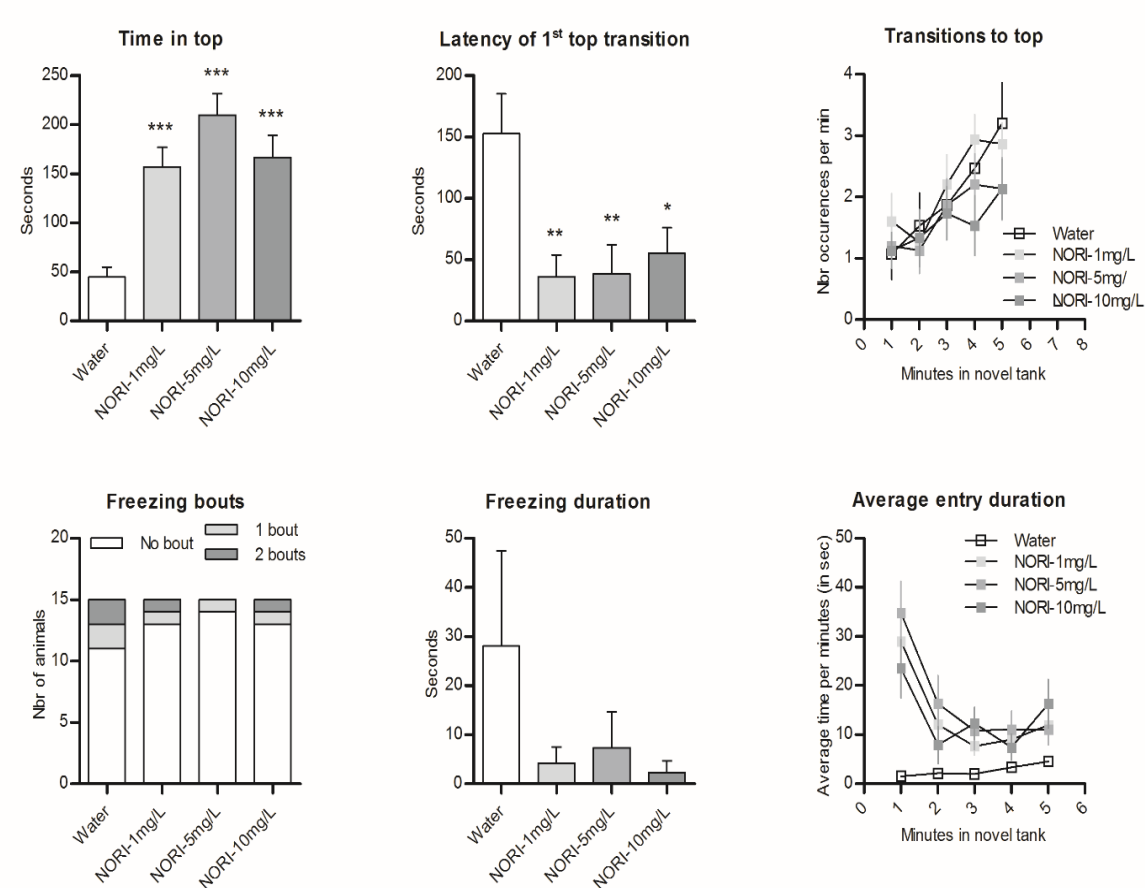 Time in top
250
200
150
100
50
0
Seconds
***
***
***
Water
NORI-1mg/L
NORI-5mg/L
NORI-10mg/L
Latency of 1st top transition
200
150
100
50
0
Seconds
**
**
*
Water
NORI-1mg/L
NORI-5mg/L
NORI-10mg/L
Transitions to top
4
3
2
1
0
Nbr occurences per min
Water
NORI-1mg/L
NORI-5mg/
NORI-10mg/L
0 1 2 3 4 5 6 7 8
Minutes in novel tank
Freezing bouts
20
15
10
5
0
Nbr of animals
No bout
1 bout
2 bouts
Water
NORI-1mg/L
NORI-5mg/L
NORI-10mg/L
Freezing duration
50
40
30
20
10
0
Seconds
Water
NORI-1mg/L
NORI-5mg/L
NORI-10mg/L
Average entry duration
50
40
30
20
10
0
Average time per minutes (in sec)
Water
NORI-1mg/L
NORI-5mg/L
NORI-10mg/L
0 1 2 3 4 5 6
Minutes in novel tank